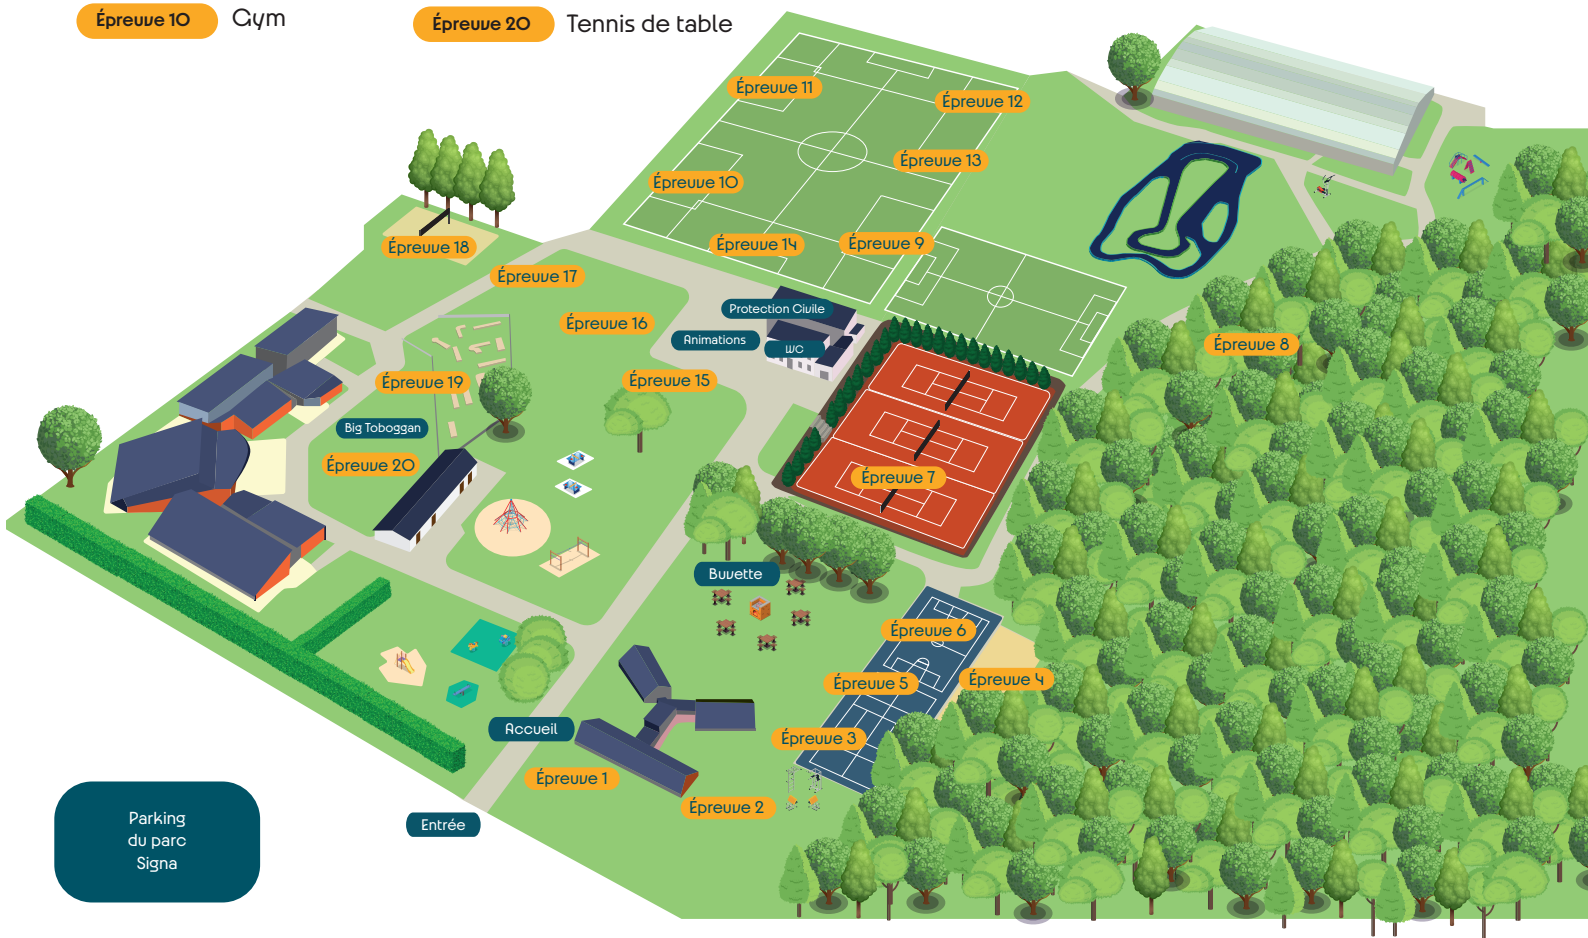 Épreuve 10 Gym
Épreuve 20 Tennis de table
Épreuve 11
Épreuve 12
Épreuve 13
Épreuve 10
Épreuve 14
Épreuve 9
Épreuve 18
Épreuve 17
Protection Civile
Épreuve 16
Animations
WC
Épreuve 8
Épreuve 19
Épreuve 15
Big Toboggan
Épreuve 20
Épreuve 7
Buvette
Épreuve 6
Épreuve 5
Épreuve 4
Accueil
Épreuve 3
Épreuve 1
Épreuve 2
Entrée
Parking
du parc
Signa